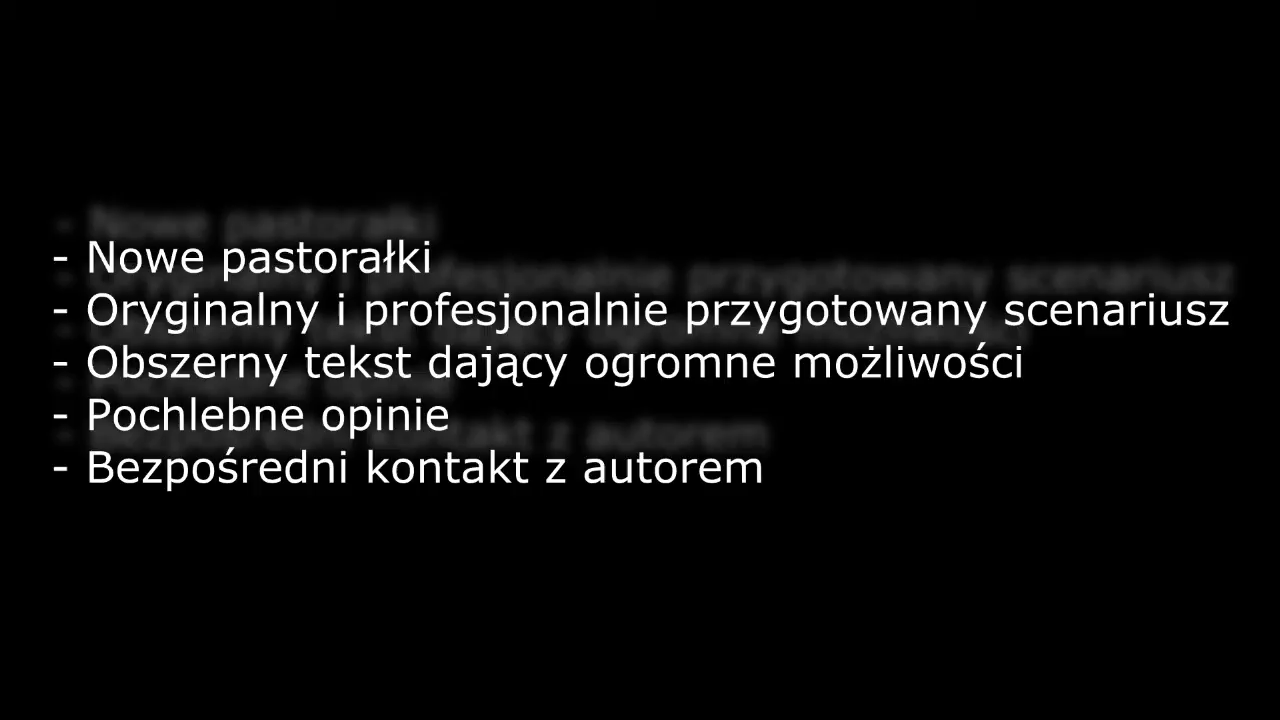 - Nowe pastorałki
- Oryginalny i profesjonalnie przygotowany scenariusz
- Obszerny tekst dający ogromne możliwości
- Pochlebne opinie
- Bezpośredni kontakt z autorem